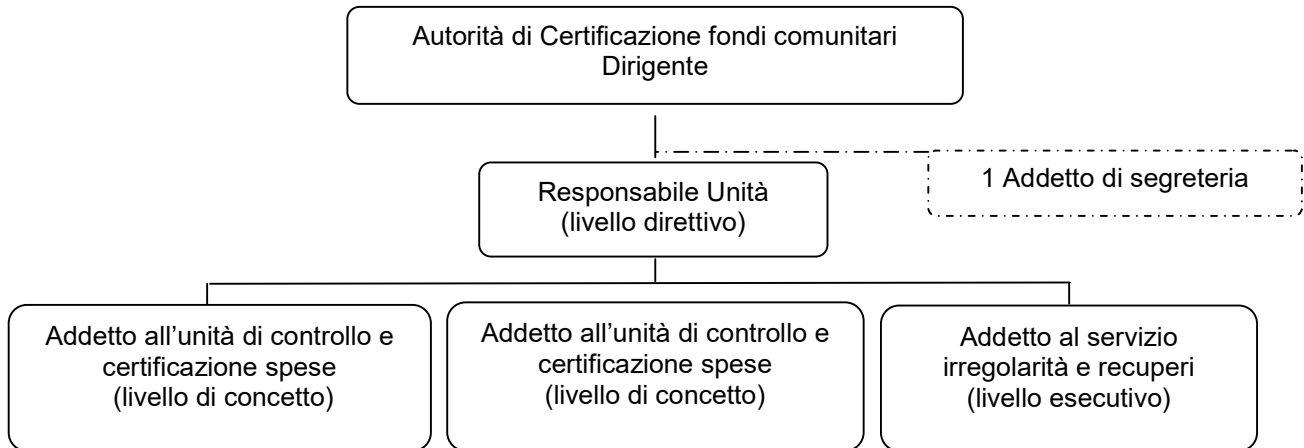 Autorità di Certificazione fondi comunitari
Dirigente
1 Addetto di segreteria
Responsabile Unità
(livello direttivo)
Addetto all’unità di controllo e
certificazione spese
(livello di concetto)
Addetto all’unità di controllo e
certificazione spese
(livello di concetto)
Addetto al servizio
irregolarità e recuperi
(livello esecutivo)